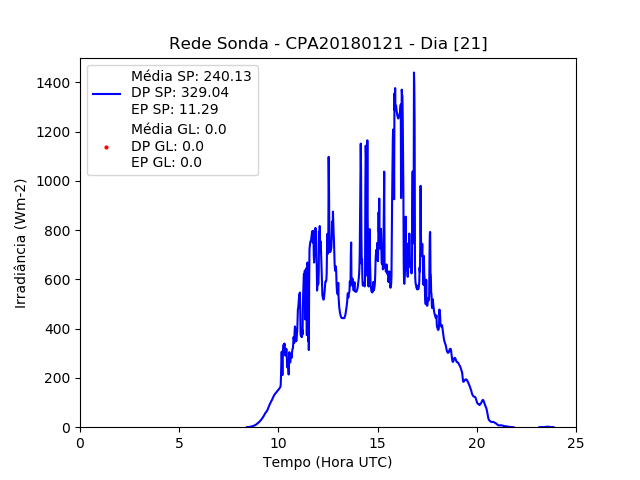 Rede Sonda - CPA20180121 - Dia [21]
Média SP: 240.13
DP SP: 329.04
EP SP: 11.29
Média GL: 0.0
DP GL: 0.0
EP GL: 0.0
Irradiância (Wm-2)
1400
1200
1000
800
600
400
200
0
0 5 10 15 20 25
Tempo (Hora UTC)